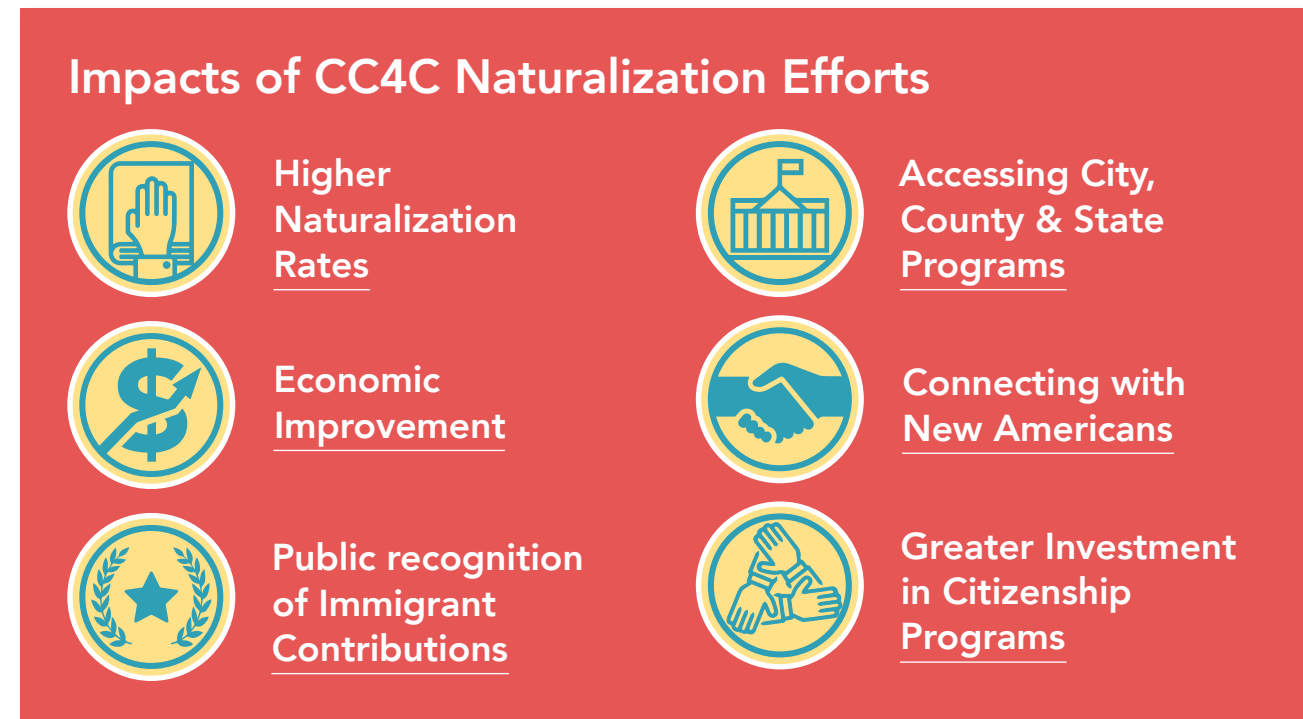 Impacts of CC4C Naturalization Efforts
Higher
Naturalization
Rates
Economic
Improvement
Public recognition
of Immigrant
Contributions
Accessing City,
County & State
Programs
Connecting with
New Americans
Greater Investment
in Citizenship
Programs